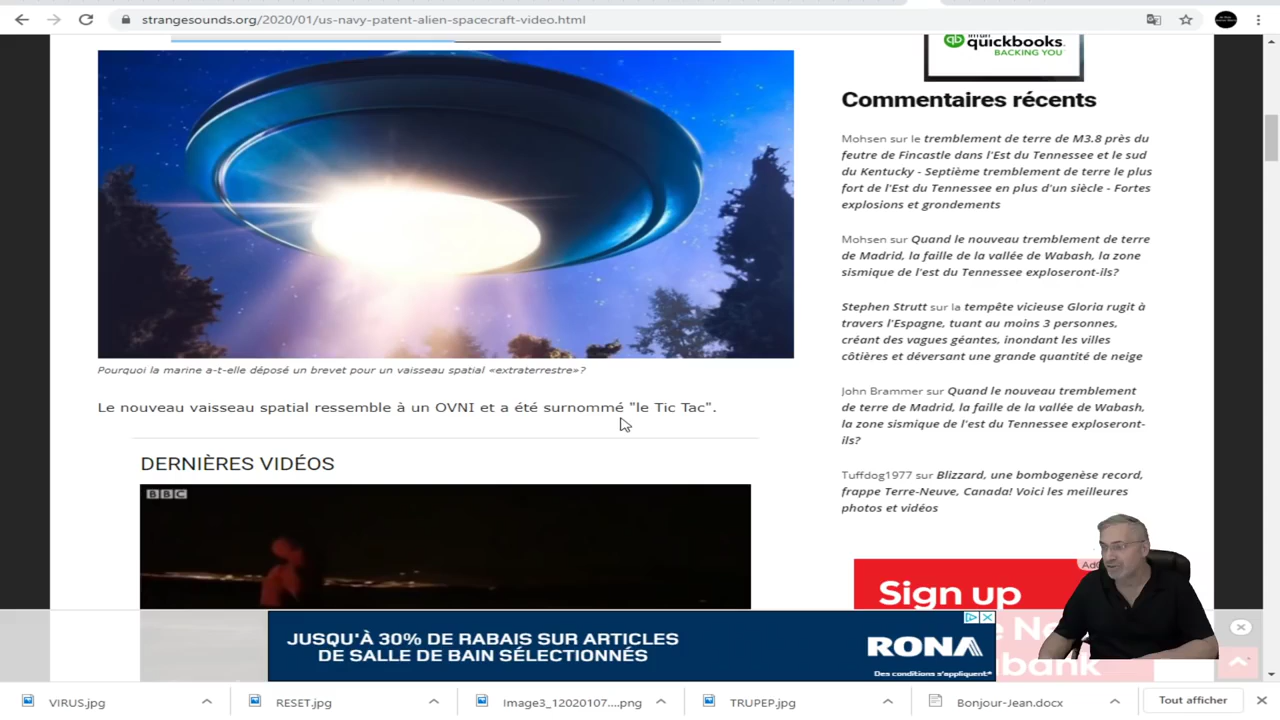 strangesounds.org/2020/01/us-navy-patent-alien-spacecraft-video.html
quickbooks.
BACKING YOU
Commentaires récents
Mohsen sur le tremblement de terre de M3.8 près du
feutre de Fincastle dans l'Est du Tennessee et le sud
du Kentucky - Septième tremblement de terre le plus
fort de l'Est du Tennessee en plus d'un siècle - Fortes
explosions et grondements
Mohsen sur Quand le nouveau tremblement de terre
de Madrid, la faille de la vallée de Wabash, la zone
sismique de l'est du Tennessee exploseront-ils?
Stephen Strutt sur la tempête vicieuse Gloria rugit à
travers l'Espagne, tuant au moins 3 personnes,
créant des vagues géantes, inondant les villes
côtières et déversant une grande quantité de neige
John Brammer sur Quand le nouveau tremblement
de terre de Madrid, la faille de la vallée de Wabash,
la zone sismique de l'est du Tennessee exploseront-
ils?
Tuffdog1977 sur Blizzard, une bombogenèse record,
frappe Terre-Neuve, Canada! Voici les meilleures
photos et vidéos
Pourquoi la marine a-t-elle déposé un brevet pour un vaisseau spatial «extraterrestre»?
Le nouveau vaisseau spatial ressemble à un OVNI et a été surnommé "le Tic Tac".
DERNIÈRES VIDÉOS
BBC
Sign up
JUSQU'À 30% DE RABAIS SUR ARTICLES
DE SALLE DE BAIN SÉLECTIONNÉS
RONA
Des conditions s'appliquent.*
VIRUS.jpg
RESET.jpg
Image3_12020107....png
TRUPEP.jpg
Bonjour-Jean.docx
Tout afficher